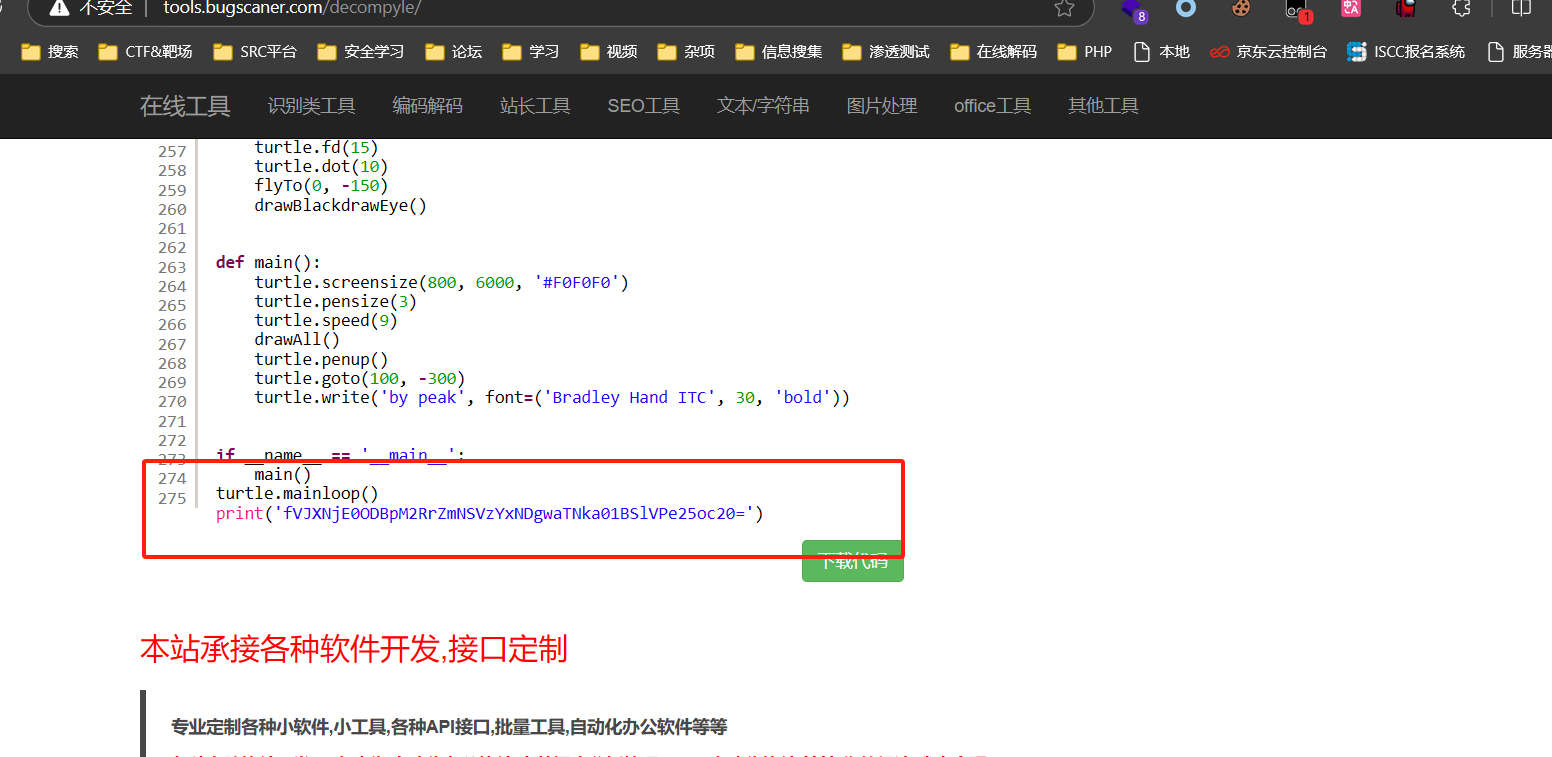 不安全 | tools.bugscaner.com/decompyle/
8
1
搜索 CTF&靶场 SRC平台 安全学习 论坛 学习 视频 杂项 信息搜集 渗透测试 在线解码 PHP 本地 京东云控制台 ISCC报名系统 服务器
在线工具 识别类工具 编码解码 站长工具 SEO工具 文本/字符串 图片处理 office工具 其他工具
257 turtle.fd(15)
258 turtle.dot(10)
259 flyTo(0, -150)
260 drawBlackdrawEye()
261
262
263 def main():
264 turtle.screensize(800, 6000, '#F0F0F0')
265 turtle.pensize(3)
266 turtle.speed(9)
267 drawAll()
268 turtle.penup()
269 turtle.goto(100, -300)
270 turtle.write('by peak', font=('Bradley Hand ITC', 30, 'bold'))
271
272
273 if __name__ == '__main__':
274 main()
275 turtle.mainloop()
print('fVJXNjE0ODBpM2RrZmNSVzYxNDgwaTNka01BSlVPe25oc20=')
下载代码
本站承接各种软件开发,接口定制
专业定制各种小软件,小工具,各种API接口,批量工具,自动化办公软件等等